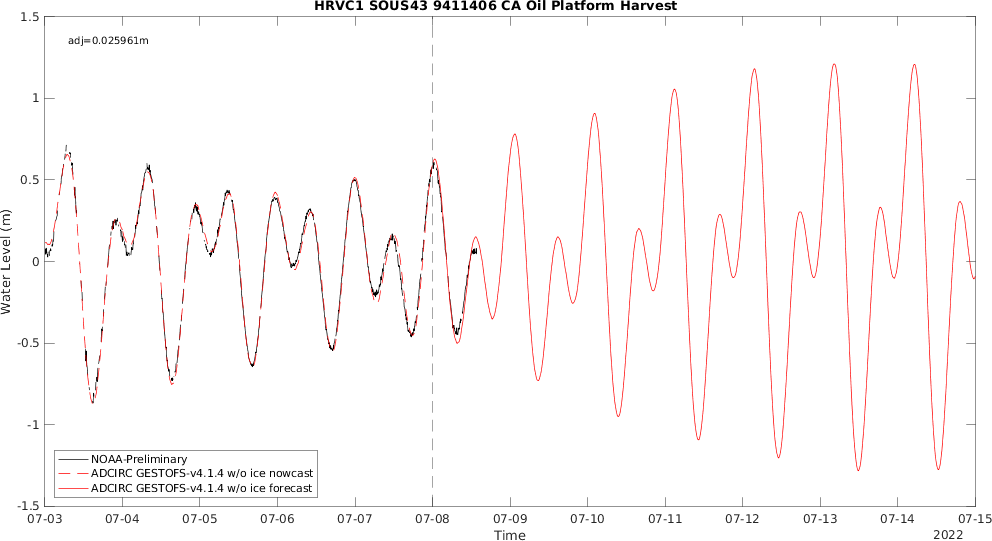 HRVC1 SOUS43 9411406 CA Oil Platform Harvest
adj=0.025961m
1.5
1
0.5
0
-0.5
-1
-1.5
Water Level (m)
NOAA-Preliminary
ADCIRC GESTOFS-v4.1.4 w/o ice nowcast
ADCIRC GESTOFS-v4.1.4 w/o ice forecast
07-03 07-04 07-05 07-06 07-07 07-08 07-09 07-10 07-11 07-12 07-13 07-14 07-15
Time
2022